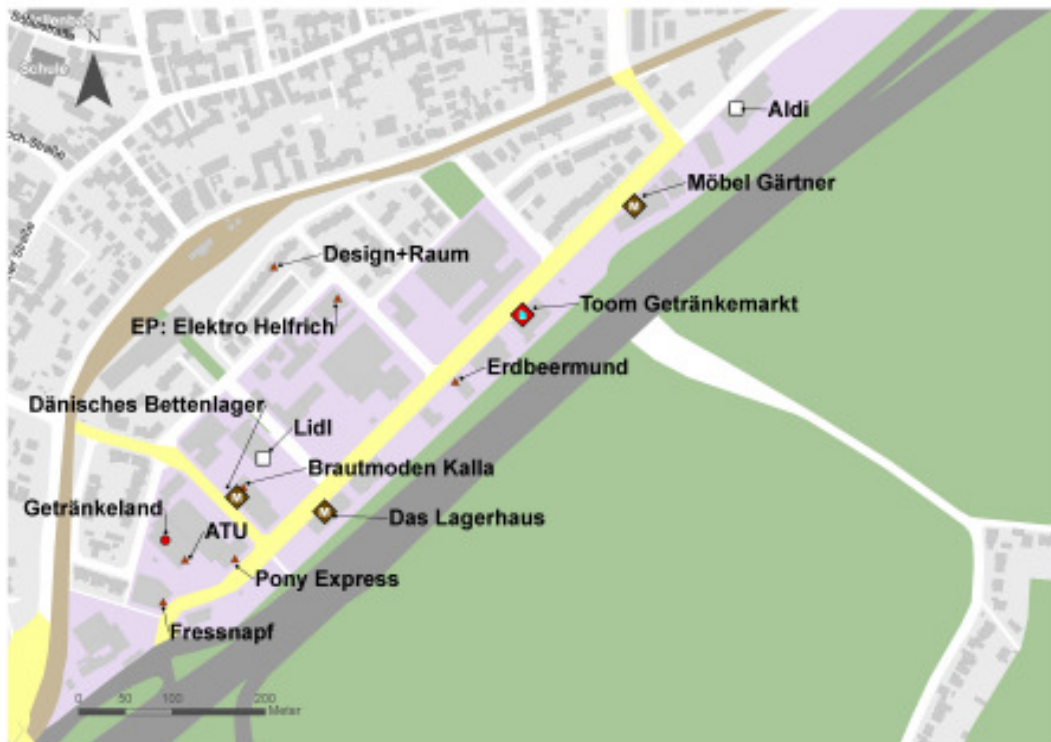 N
Schule
Aldi
Möbel Gärtner
Design+Raum
EP: Elektro Helfrich
Toom Getränkemarkt
Erdbeermund
Dänisches Bettenlager
Lidl
Brautmoden Kalla
Getränkeland
ATU
Das Lagerhaus
Pony Express
Fressnapf
0 50 100 200
Meter